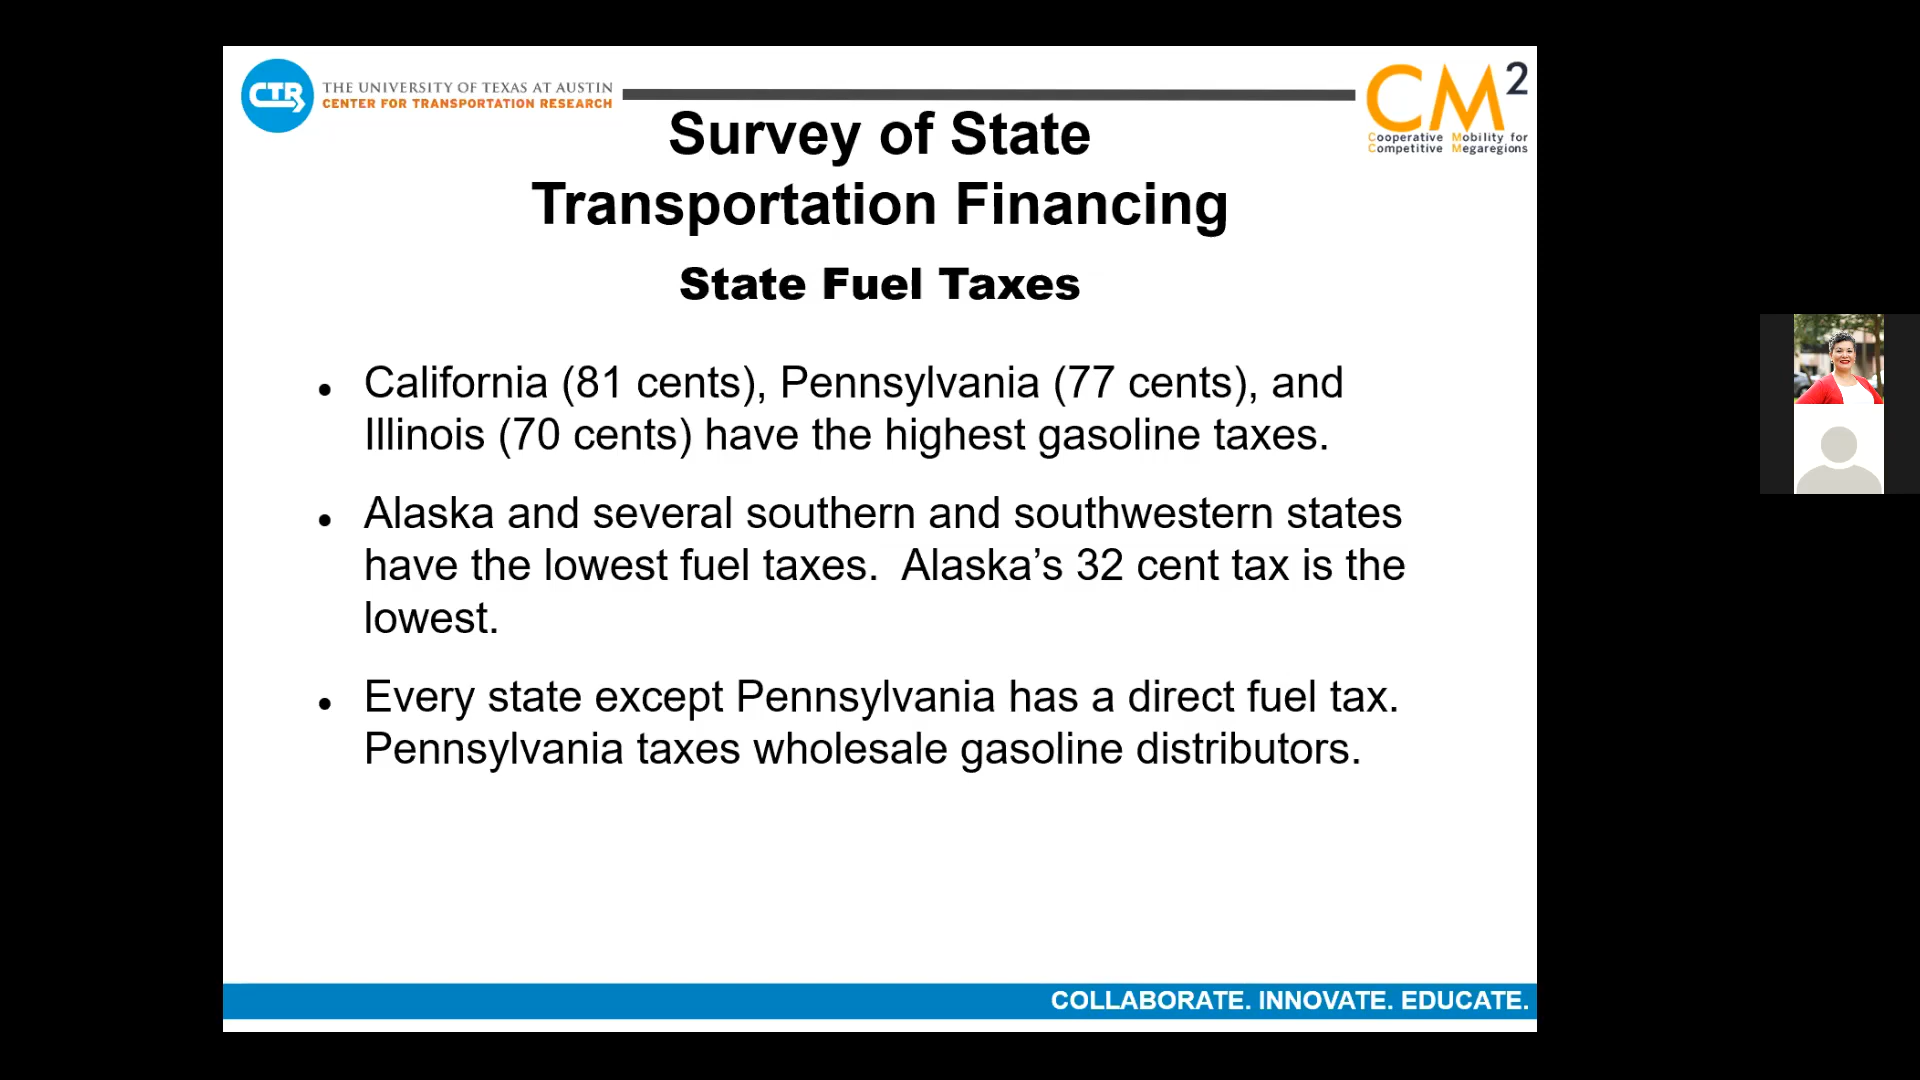 CTR
THE UNIVERSITY OF TEXAS AT AUSTIN
CENTER FOR TRANSPORTATION RESEARCH
CM2
Cooperative Mobility for
Competitive Megaregions
Survey of State
Transportation Financing
State Fuel Taxes
• California (81 cents), Pennsylvania (77 cents), and
Illinois (70 cents) have the highest gasoline taxes.
• Alaska and several southern and southwestern states
have the lowest fuel taxes.  Alaska’s 32 cent tax is the
lowest.
• Every state except Pennsylvania has a direct fuel tax.
Pennsylvania taxes wholesale gasoline distributors.
COLLABORATE. INNOVATE. EDUCATE.